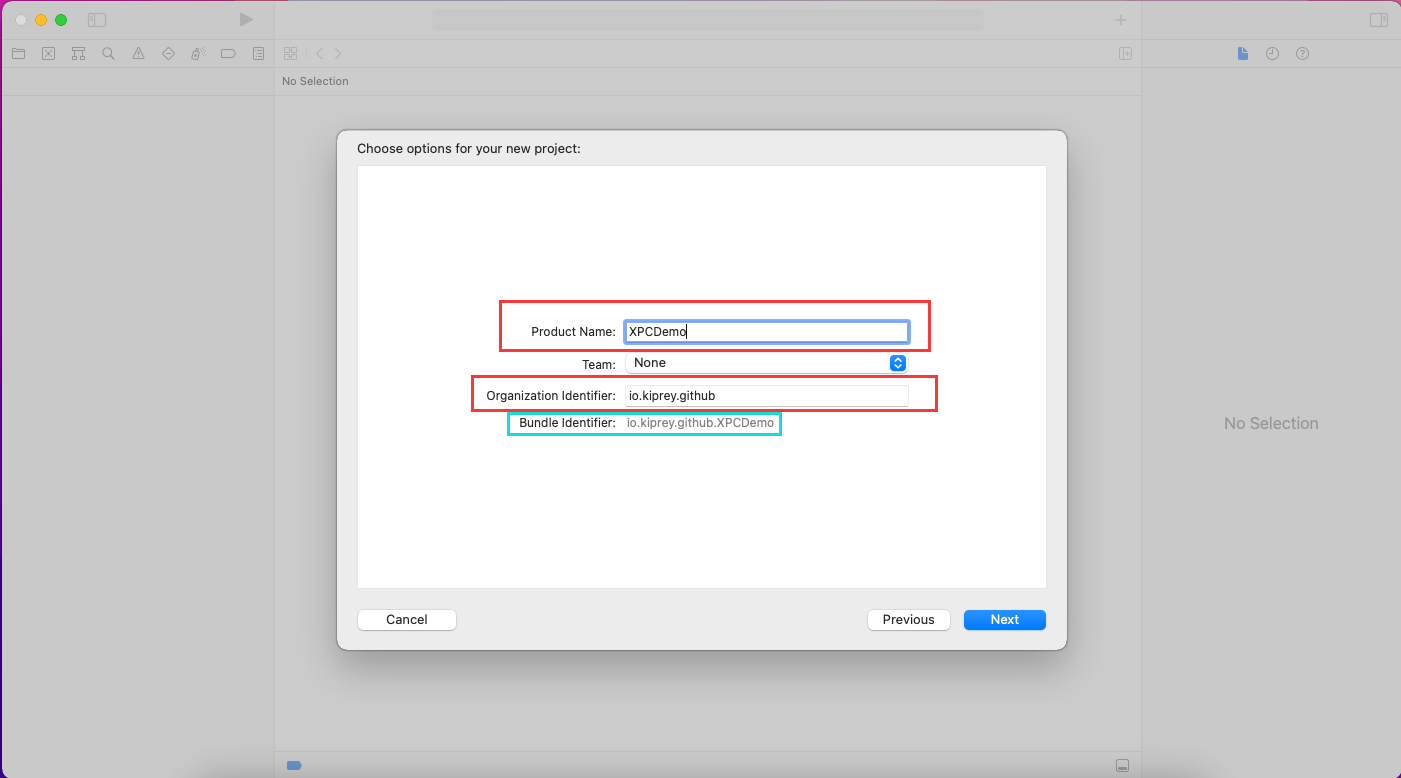 No Selection
Choose options for your new project:
Product Name: XPCDemo
Team: None
Organization Identifier: io.kiprey.github
Bundle Identifier: io.kiprey.github.XPCDemo
No Selection
Cancel Previous Next